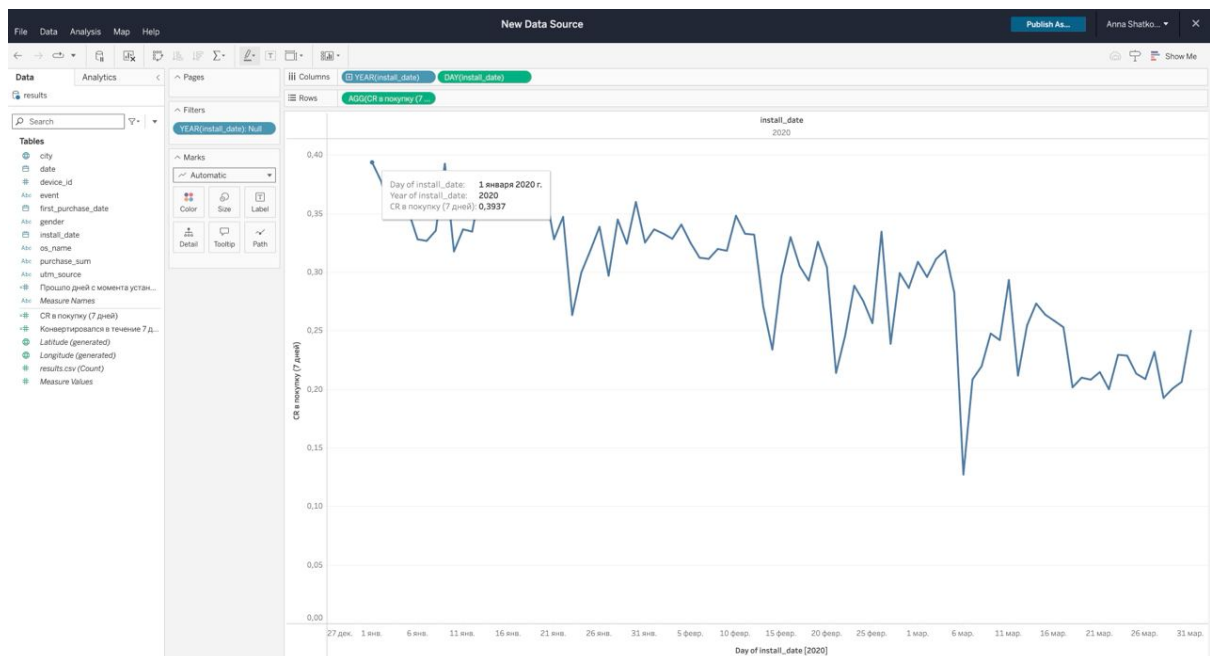 New Data Source
Publish As...
Anna Shatko...
File Data Analysis Map Help
Show Me
Data Analytics
results
Search
Tables
city
date
device_id
Abc event
first_purchase_date
Abc gender
install_date
Abc os_name
Abc purchase_sum
Abc utm_source
Прошло дней с момента устан...
Abc Measure Names
CR в покупку (7 дней)
Конвертировался в течение 7 д...
Latitude (generated)
Longitude (generated)
results.csv (Count)
Measure Values
Pages
Filters
YEAR(install_date): Null
Marks
Automatic
Color Size Label
Detail Tooltip Path
Columns YEAR(install_date) DAY(install_date)
Rows AGG(CR в покупку (7 ...
install_date
2020
0,40
0,35
0,30
0,25
0,20
0,15
0,10
0,05
0,00
CR в покупку (7 дней)
Day of install_date: 1 января 2020 г.
Year of install_date: 2020
CR в покупку (7 дней): 0,3937
27 дек. 1 янв. 6 янв. 11 янв. 16 янв. 21 янв. 26 янв. 31 янв. 5 февр. 10 февр. 15 февр. 20 февр. 25 февр. 1 мар. 6 мар. 11 мар. 16 мар. 21 мар. 26 мар. 31 мар.
Day of install_date [2020]